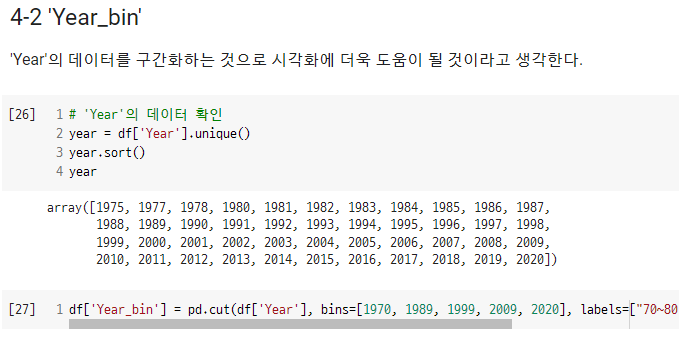 4-2 'Year_bin'
'Year'의 데이터를 구간화하는 것으로 시각화에 더욱 도움이 될 것이라고 생각한다.
[26] 1 # 'Year'의 데이터 확인
2 year = df['Year'].unique()
3 year.sort()
4 year
array([1975, 1977, 1978, 1980, 1981, 1982, 1983, 1984, 1985, 1986, 1987,
1988, 1989, 1990, 1991, 1992, 1993, 1994, 1995, 1996, 1997, 1998,
1999, 2000, 2001, 2002, 2003, 2004, 2005, 2006, 2007, 2008, 2009,
2010, 2011, 2012, 2013, 2014, 2015, 2016, 2017, 2018, 2019, 2020])
[27] 1 df['Year_bin'] = pd.cut(df['Year'], bins=[1970, 1989, 1999, 2009, 2020], labels=["70~80